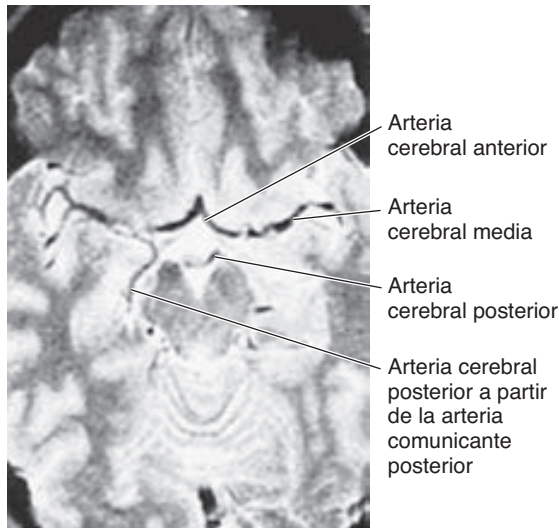 Arteria
cerebral anterior
Arteria
cerebral media
Arteria
cerebral posterior
Arteria cerebral
posterior a partir
de la arteria
comunicante
posterior